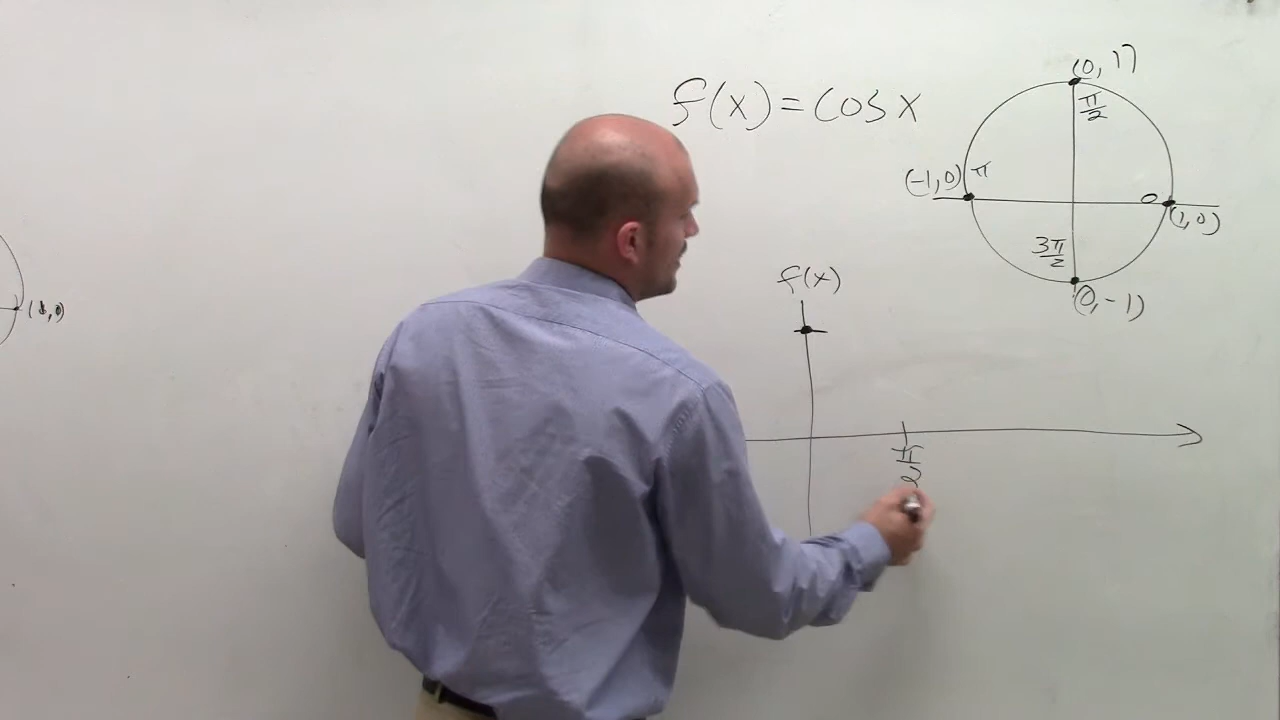 f(x) = cos x
(0, 1)
π/2
(-1, 0) π
0
(1, 0)
3π/2
(0, -1)
f(x)
π/2
(1, 0)